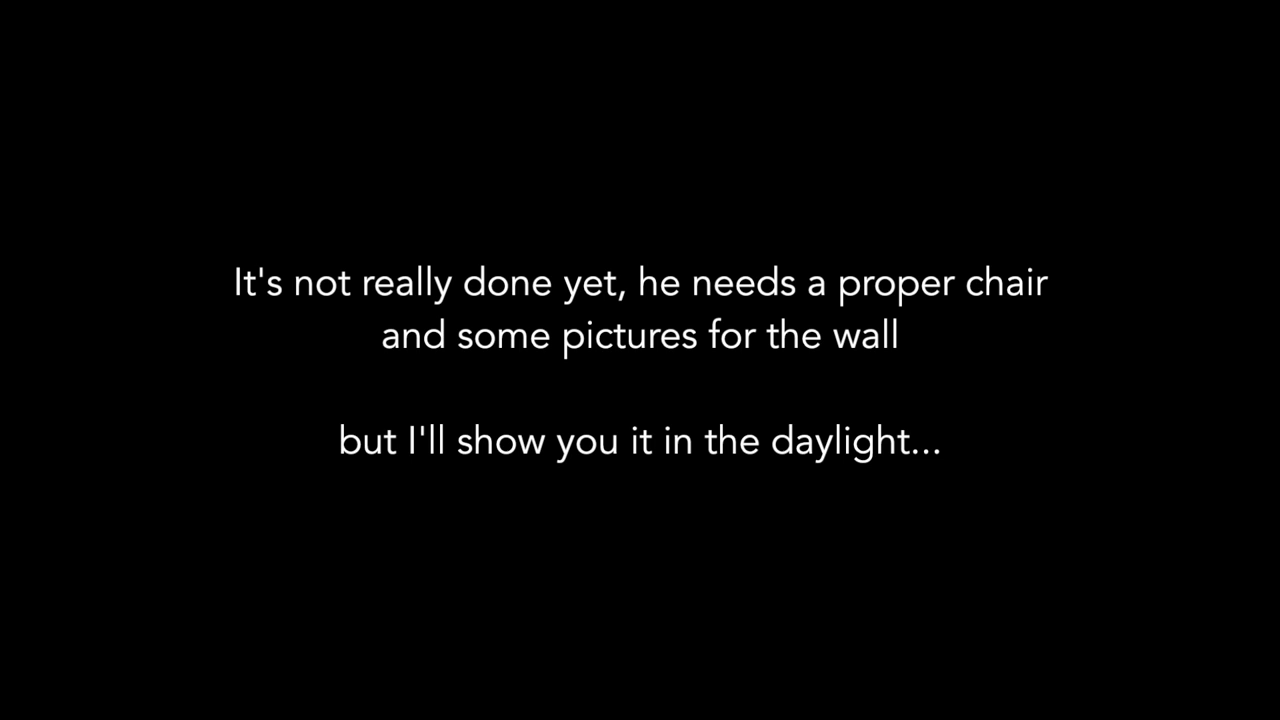 It's not really done yet, he needs a proper chair
and some pictures for the wall
but I'll show you it in the daylight...